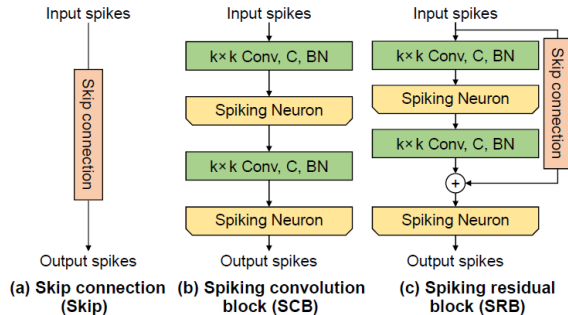 Input spikes
Skip connection
Output spikes
(a) Skip connection
(Skip)
Input spikes
k×k Conv, C, BN
Spiking Neuron
k×k Conv, C, BN
Spiking Neuron
Output spikes
(b) Spiking convolution
block (SCB)
Input spikes
k×k Conv, C, BN
Spiking Neuron
k×k Conv, C, BN
+
Spiking Neuron
Skip connection
Output spikes
(c) Spiking residual
block (SRB)